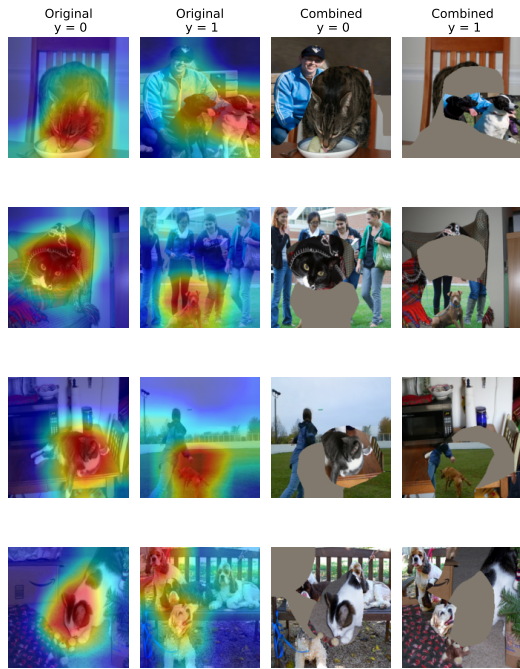 Original
y = 0
Original
y = 1
Combined
y = 0
Combined
y = 1